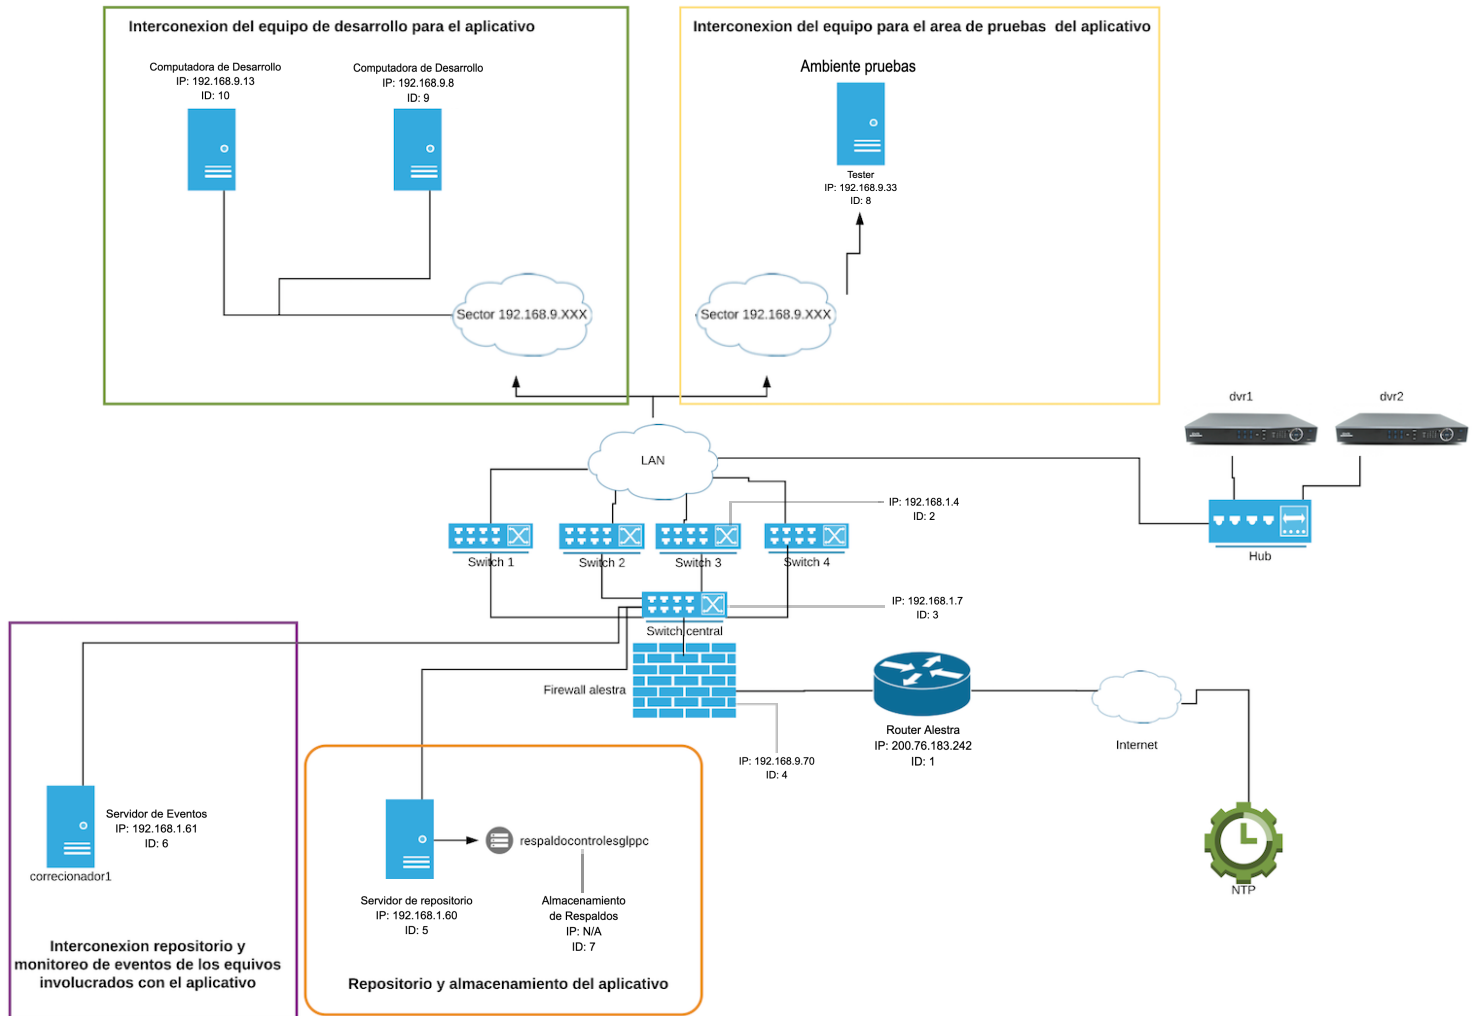 Interconexion del equipo de desarrollo para el aplicativo
Computadora de Desarrollo
IP: 192.168.9.13
ID: 10
Computadora de Desarrollo
IP: 192.168.9.8
ID: 9
Sector 192.168.9.XXX
Interconexion del equipo para el area de pruebas del aplicativo
Ambiente pruebas
Tester
IP: 192.168.9.33
ID: 8
Sector 192.168.9.XXX
dvr1
dvr2
LAN
IP: 192.168.1.4
ID: 2
Switch 1
Switch 2
Switch 3
Switch 4
Hub
IP: 192.168.1.7
ID: 3
Switch central
Firewall alestra
Router Alestra
IP: 200.76.183.242
ID: 1
Internet
IP: 192.168.9.70
ID: 4
NTP
Servidor de Eventos
IP: 192.168.1.61
ID: 6
correcionador1
Interconexion repositorio y
monitoreo de eventos de los equivos
involucrados con el aplicativo
respaldocontrolesglppc
Servidor de repositorio
IP: 192.168.1.60
ID: 5
Almacenamiento
de Respaldos
IP: N/A
ID: 7
Repositorio y almacenamiento del aplicativo